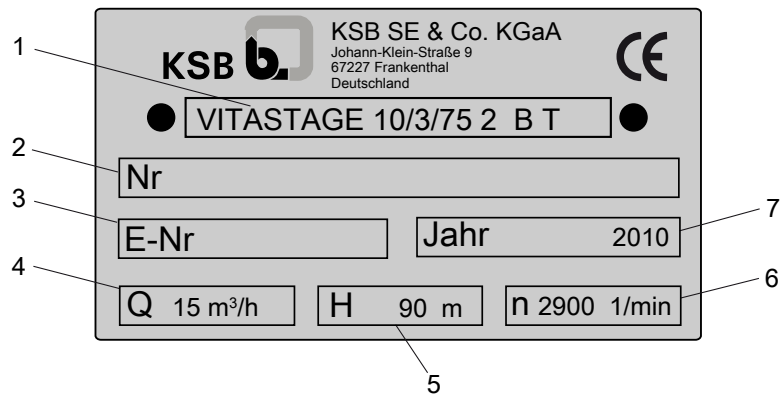 KSB b.
KSB SE & Co. KGaA
Johann-Klein-Straße 9
67227 Frankenthal
Deutschland
CE
1
VITASTAGE 10/3/75 2 B T
2
Nr
3
E-Nr
Jahr 2010
7
4
Q 15 m³/h
H 90 m
n 2900 1/min
6
5